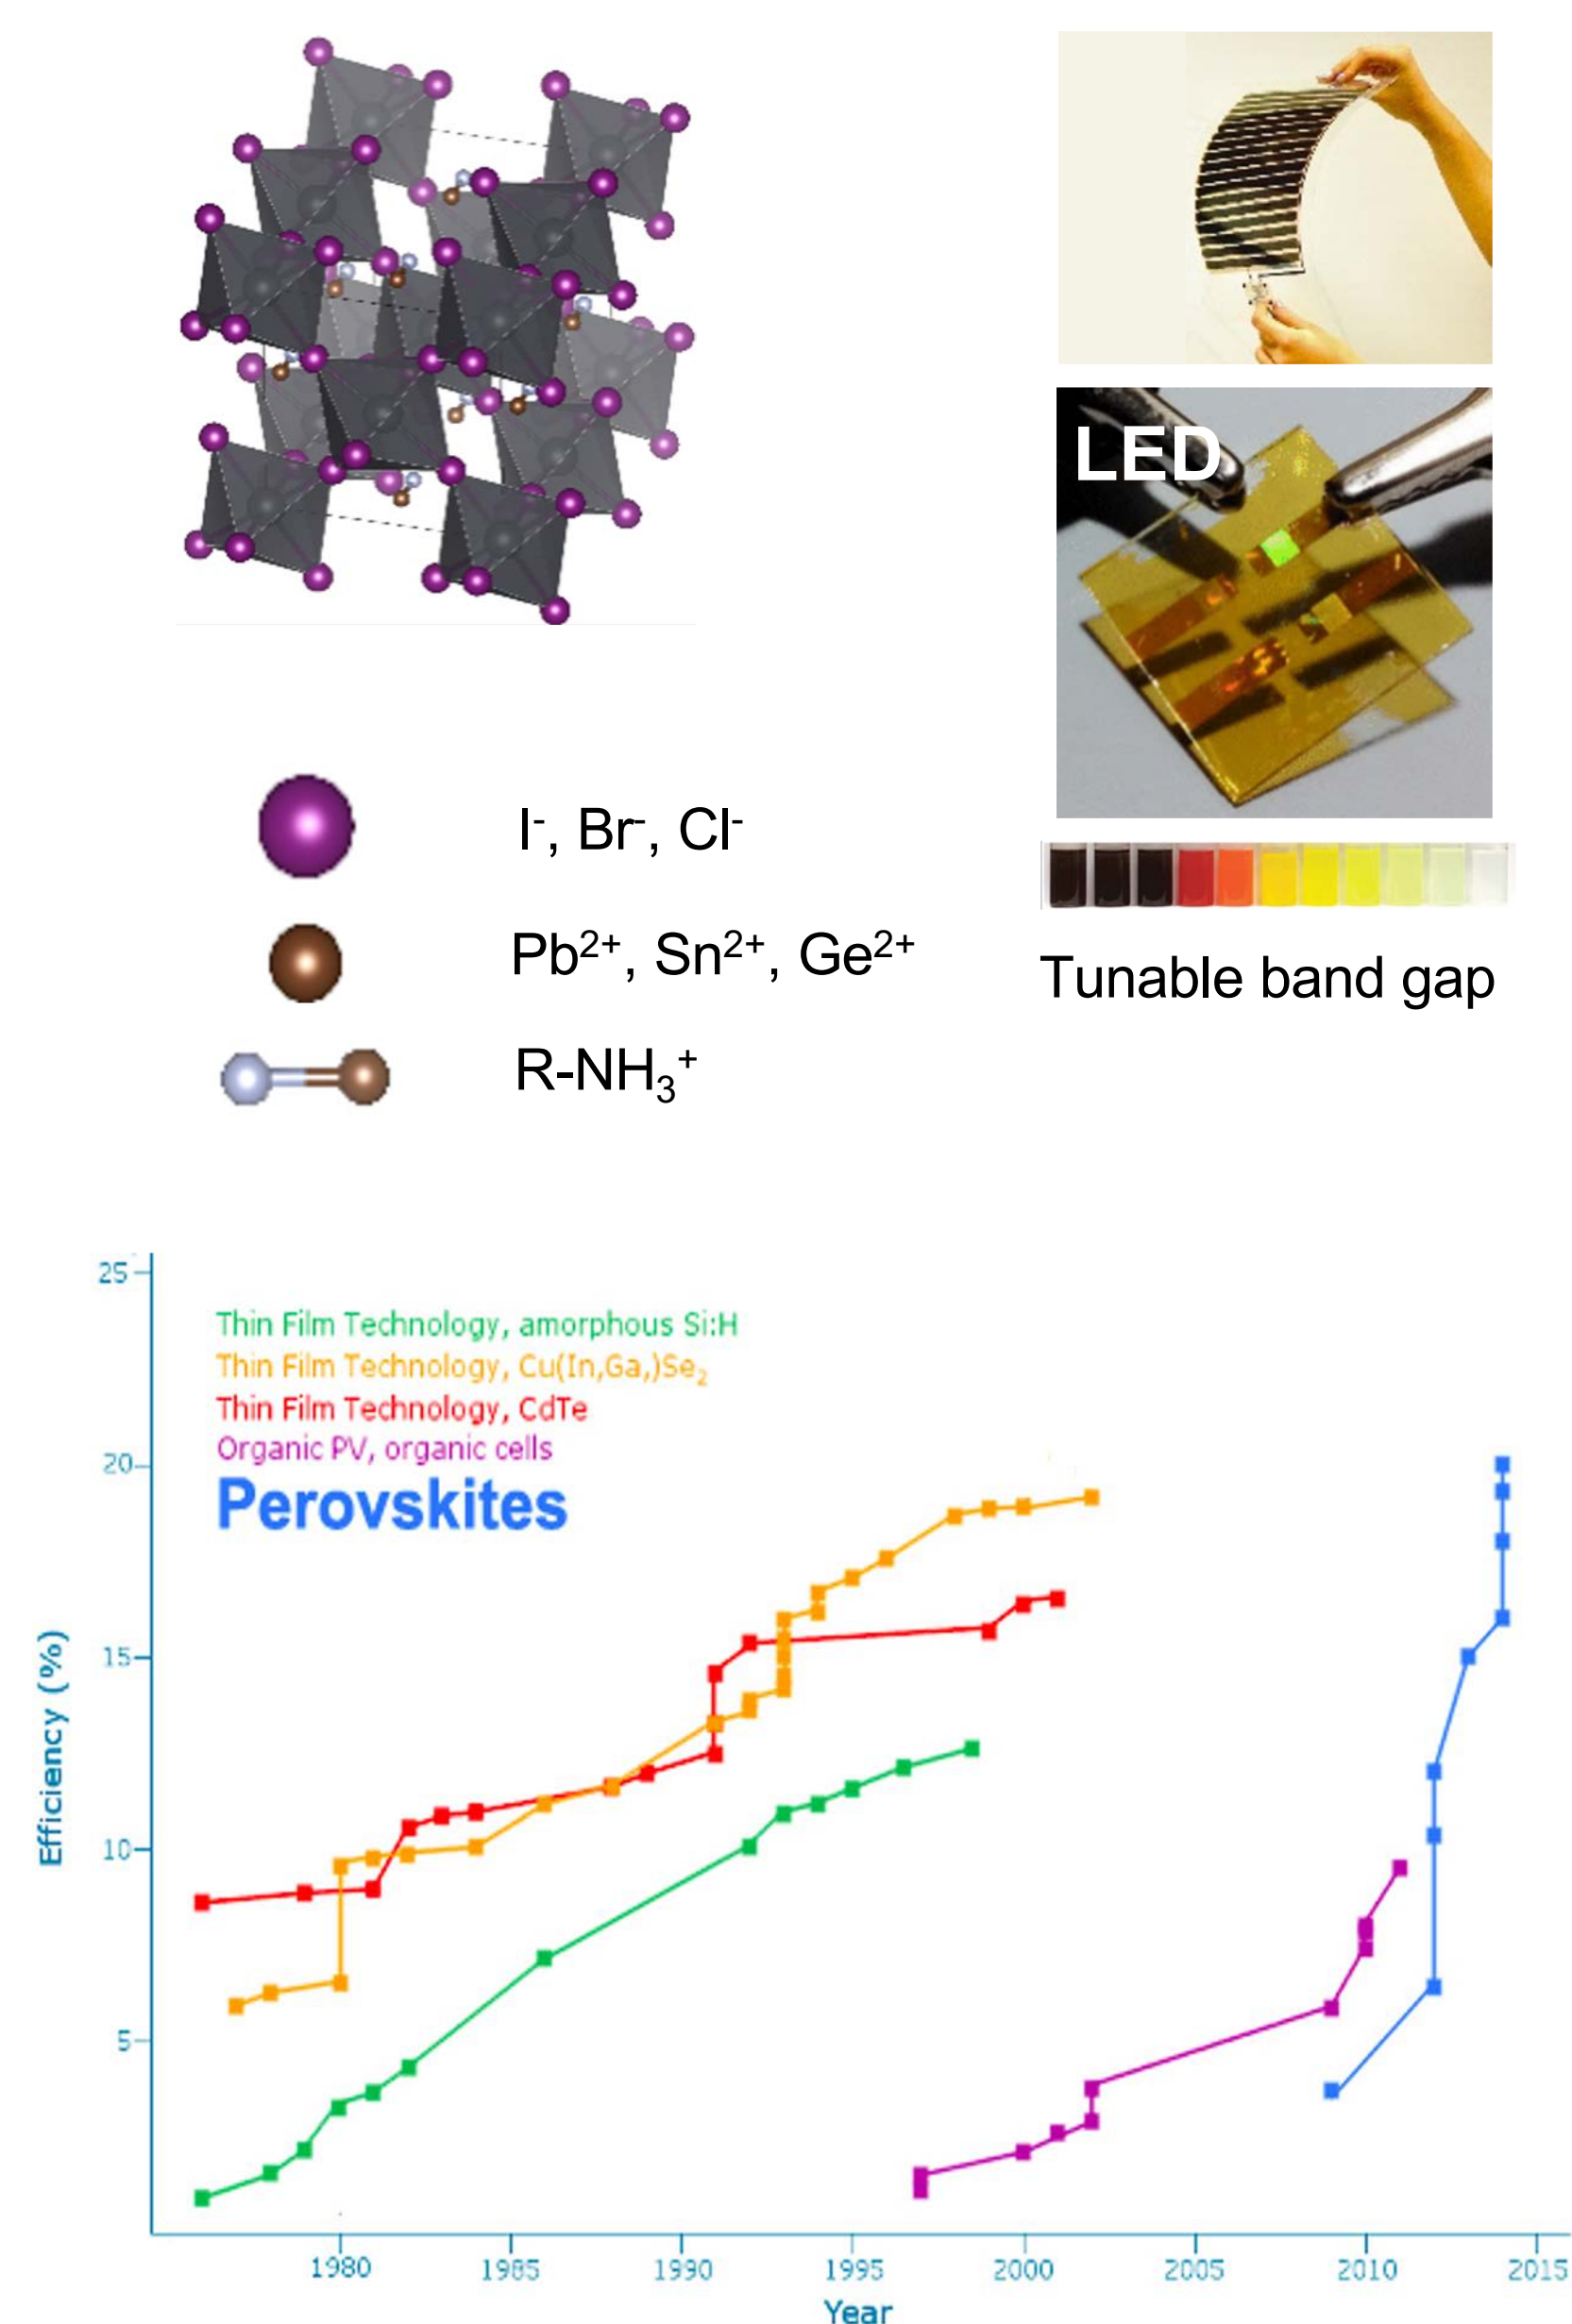 LED
I⁻, Br⁻, Cl⁻
Pb²⁺, Sn²⁺, Ge²⁺
Tunable band gap
R-NH₃⁺
25
Thin Film Technology, amorphous Si:H
Thin Film Technology, Cu(In,Ga,)Se₂
Thin Film Technology, CdTe
Organic PV, organic cells
20
Perovskites
15
Efficiency (%)
10
5
1980 1985 1990 1995 2000 2005 2010 2015
Year